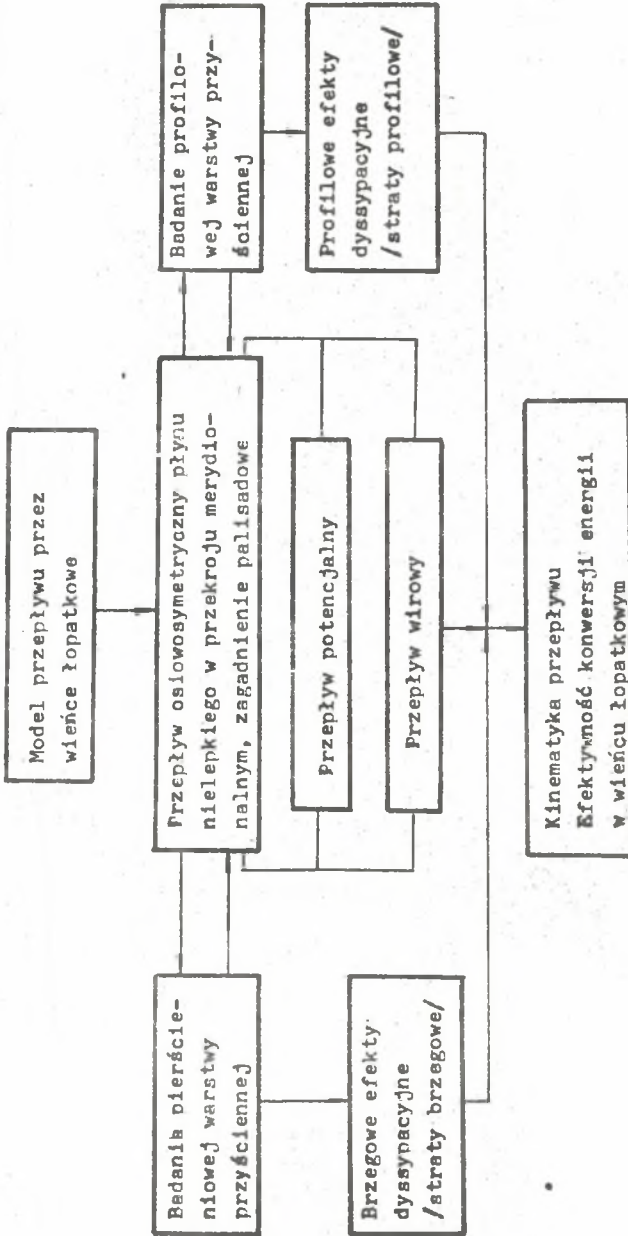 Model przepływu przez
wieńce łopatkowe
Badania pierście-
niowej warstwy
przyściennej
Przepływ osiowosymetryczny płynu
nielepkiego w przekroju merydio-
nalnym, zagadnienie palisadowe
Badanie profilo-
wej warstwy przy-
ściennej
Brzegowe efekty
dyssypacyjne
/straty brzegowe/
Przepływ potencjalny
Przepływ wirowy
Profilowe efekty
dyssypacyjne
/straty profilowe/
Kinematyka przepływu
Efektywność konwersji energii
w wieńcu łopatkowym